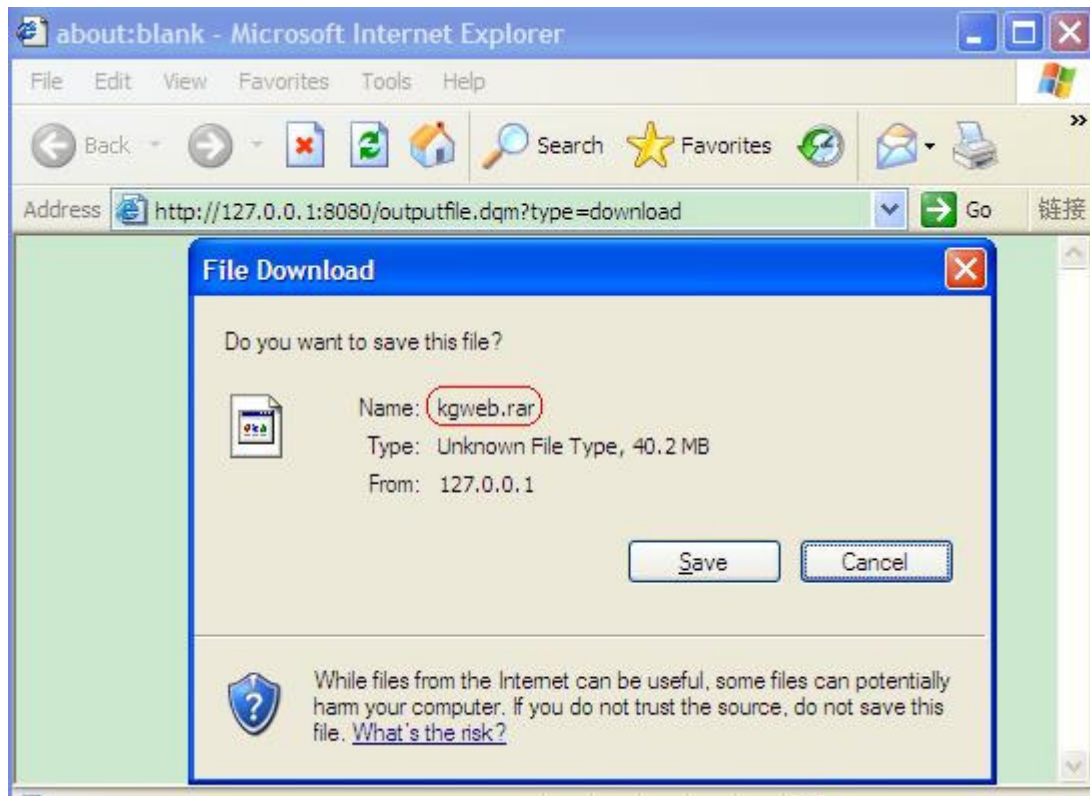 about:blank - Microsoft Internet Explorer
File Edit View Favorites Tools Help
Back Search Favorites »
Address http://127.0.0.1:8080/outputfile.dqm?type=download Go 链接
File Download
Do you want to save this file?
Name: kgweb.rar
Type: Unknown File Type, 40.2 MB
From: 127.0.0.1
Save Cancel
While files from the Internet can be useful, some files can potentially
harm your computer. If you do not trust the source, do not save this
file. What's the risk?